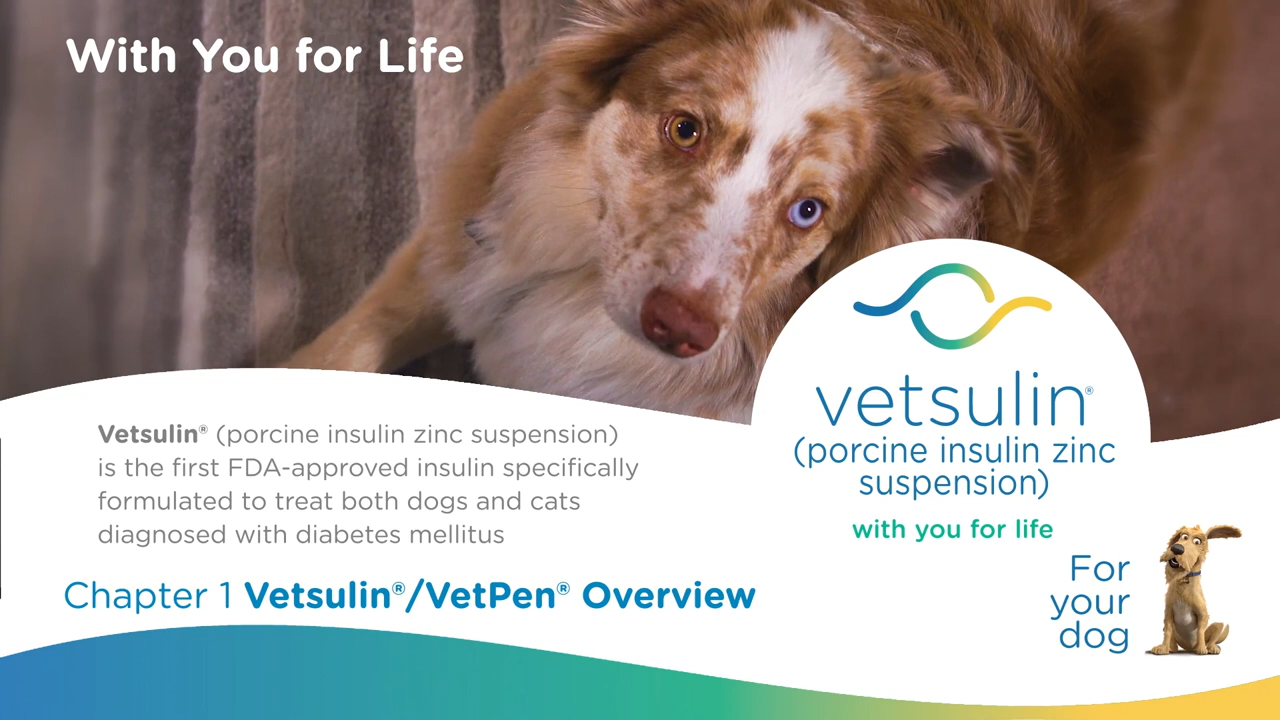 With You for Life
vetsulin®
(porcine insulin zinc
suspension)
with you for life
Vetsulin® (porcine insulin zinc suspension)
is the first FDA-approved insulin specifically
formulated to treat both dogs and cats
diagnosed with diabetes mellitus
Chapter 1 Vetsulin®/VetPen® Overview
For
your
dog